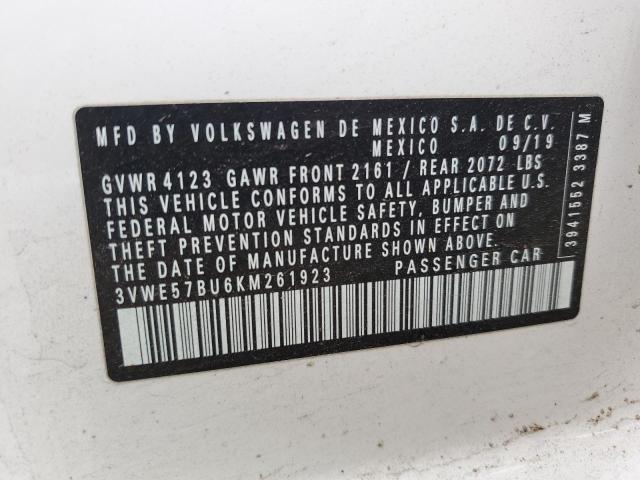 MFD BY VOLKSWAGEN DE MEXICO S.A. DE C.V.
MEXICO 09/19
GVWR 4123 GAWR FRONT 2161 / REAR 2072 LBS
THIS VEHICLE CONFORMS TO ALL APPLICABLE U.S.
FEDERAL MOTOR VEHICLE SAFETY, BUMPER AND
THEFT PREVENTION STANDARDS IN EFFECT ON
THE DATE OF MANUFACTURE SHOWN ABOVE.
3VWE57BU6KM261923 PASSENGER CAR
3941552 3387 M